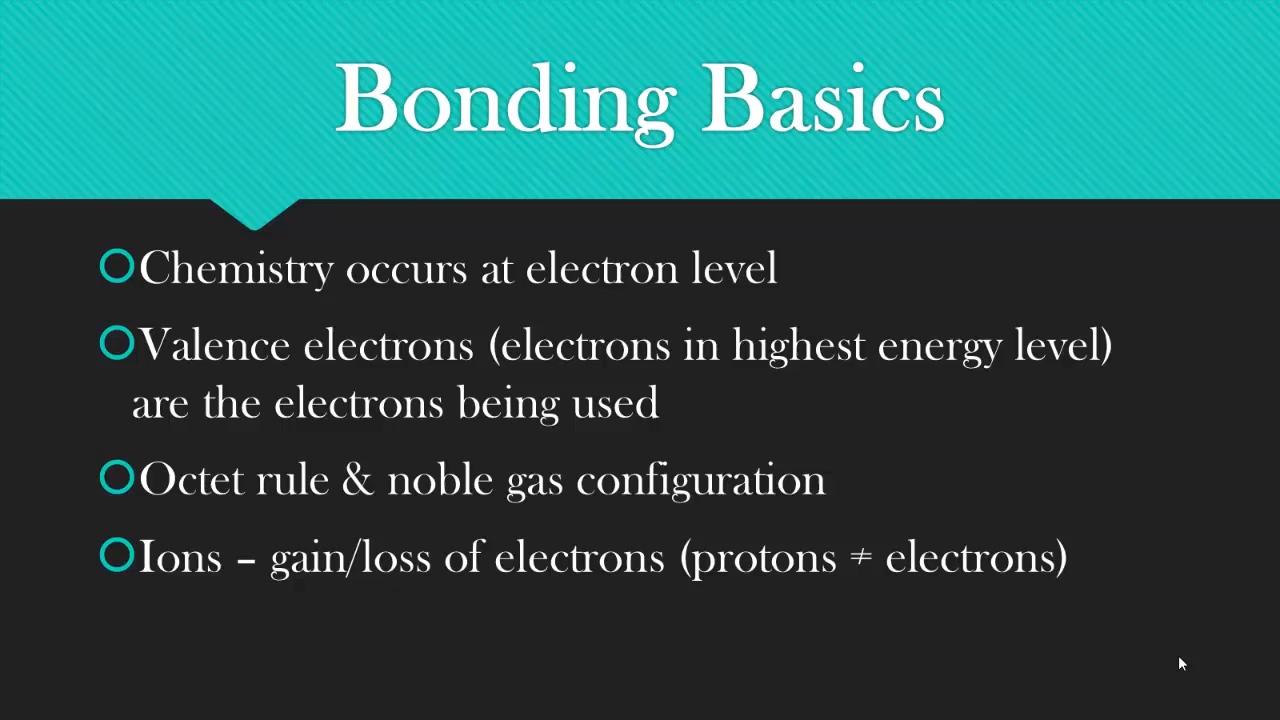 Bonding Basics
Chemistry occurs at electron level
Valence electrons (electrons in highest energy level)
are the electrons being used
Octet rule & noble gas configuration
Ions – gain/loss of electrons (protons ≠ electrons)